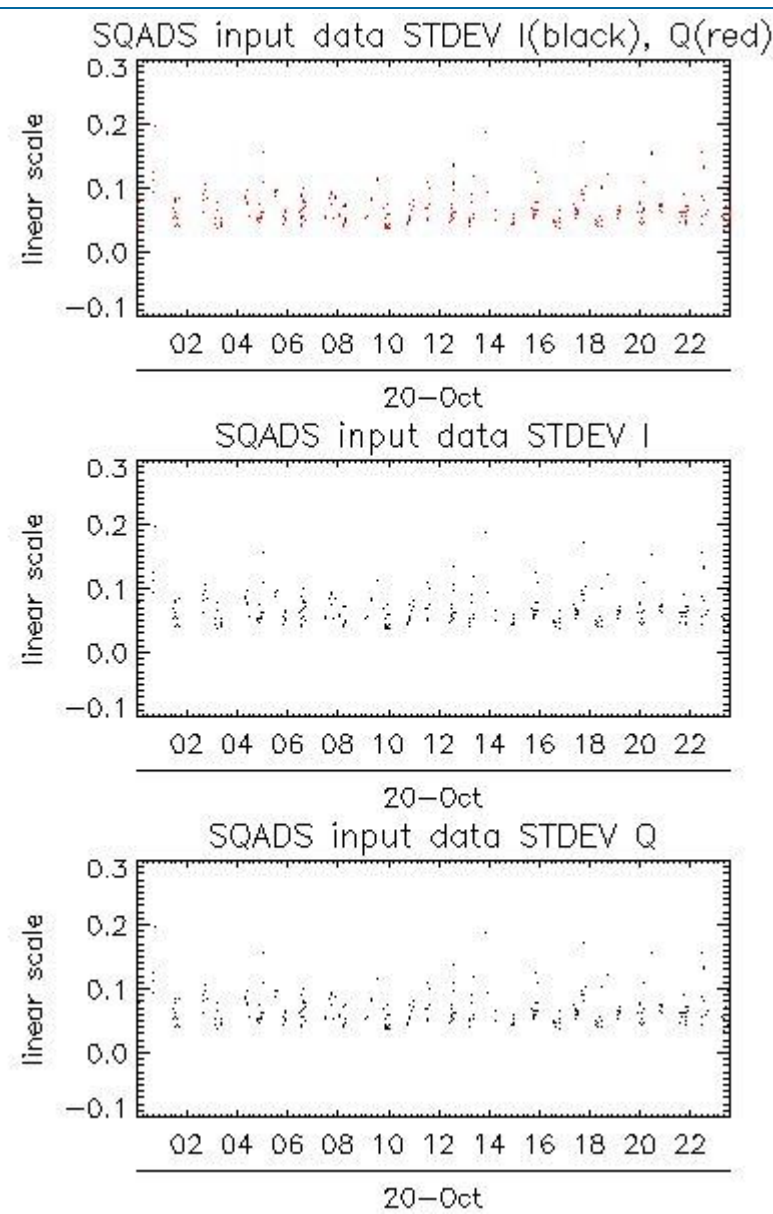 SQADS input data STDEV I(black), Q(red)
0.3
0.2
0.1
0.0
−0.1
linear scale
02 04 06 08 10 12 14 16 18 20 22
20−Oct
SQADS input data STDEV I
0.3
0.2
0.1
0.0
−0.1
linear scale
02 04 06 08 10 12 14 16 18 20 22
20−Oct
SQADS input data STDEV Q
0.3
0.2
0.1
0.0
−0.1
linear scale
02 04 06 08 10 12 14 16 18 20 22
20−Oct